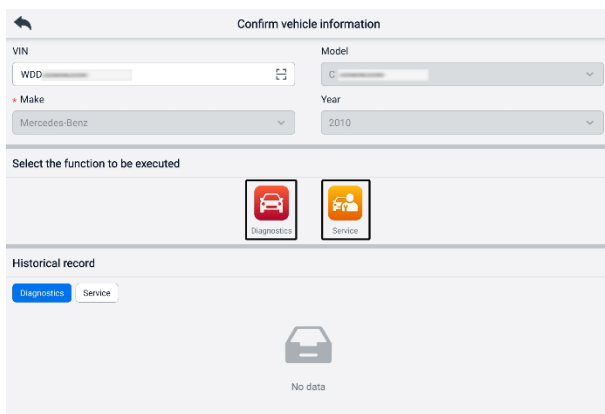 Confirm vehicle information
VIN
Model
WDD
C
* Make
Year
Mercedes-Benz
2010
Select the function to be executed
Diagnostics
Service
Historical record
Diagnostics
Service
No data